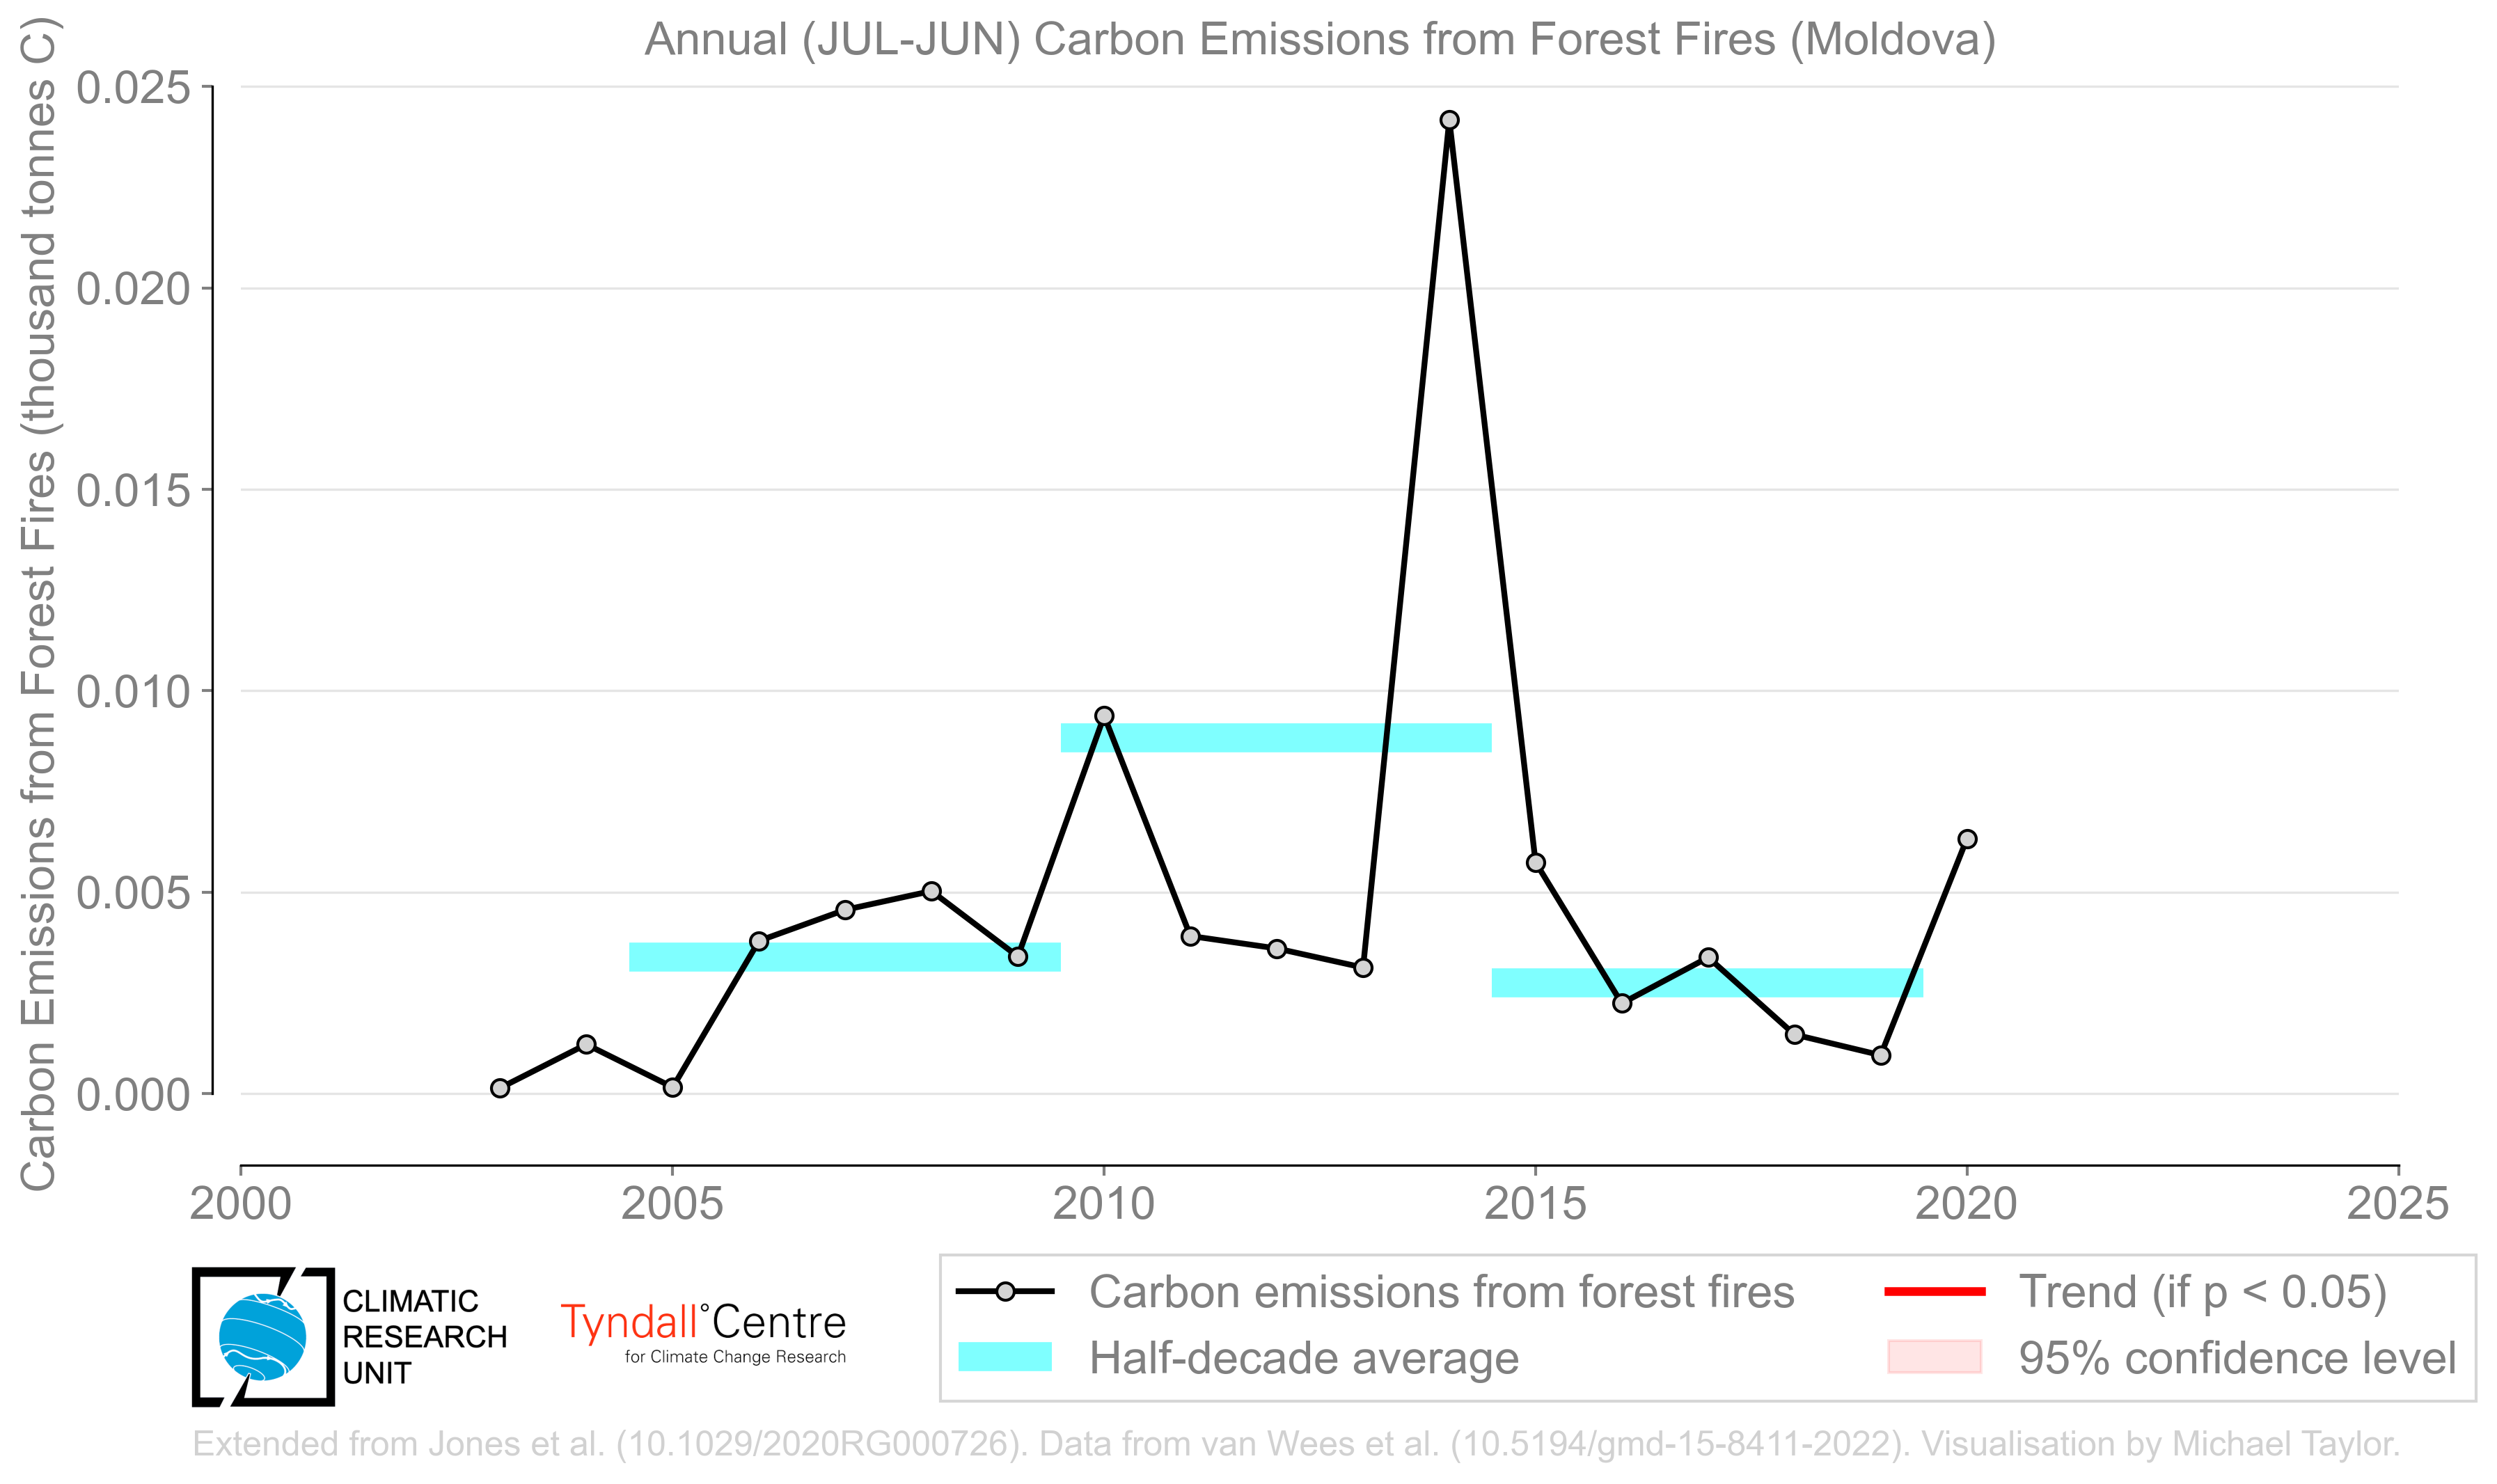 Annual (JUL-JUN) Carbon Emissions from Forest Fires (Moldova)
Carbon Emissions from Forest Fires (thousand tonnes C)
0.025
0.020
0.015
0.010
0.005
0.000
2000 2005 2010 2015 2020 2025
CLIMATIC
RESEARCH
UNIT
Tyndall°Centre
for Climate Change Research
Carbon emissions from forest fires
Half-decade average
Trend (if p < 0.05)
95% confidence level
Extended from Jones et al. (10.1029/2020RG000726). Data from van Wees et al. (10.5194/gmd-15-8411-2022). Visualisation by Michael Taylor.